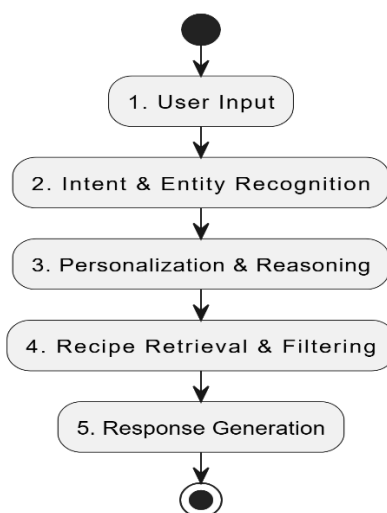 1. User Input
2. Intent & Entity Recognition
3. Personalization & Reasoning
4. Recipe Retrieval & Filtering
5. Response Generation